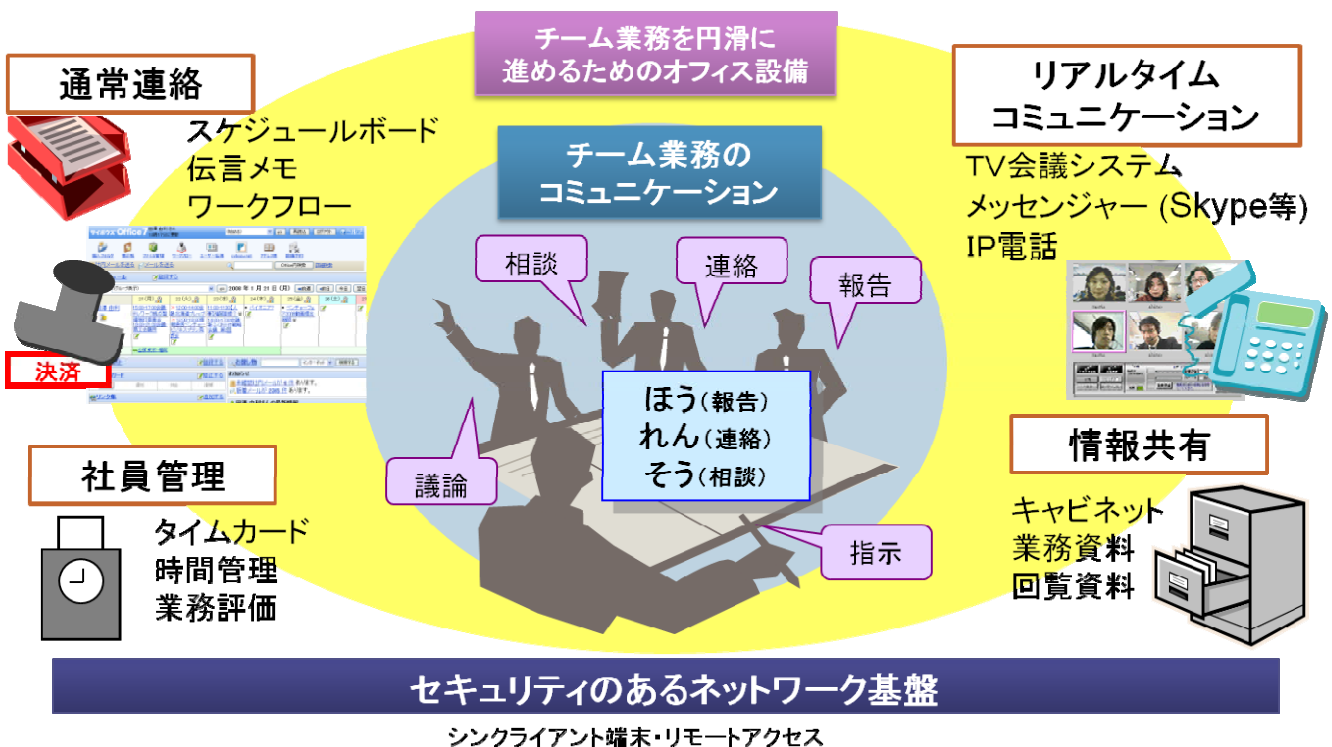 チーム業務を円滑に
進めるためのオフィス設備
通常連絡
スケジュールボード
伝言メモ
ワークフロー
決済
リアルタイム
コミュニケーション
TV会議システム
メッセンジャー (Skype等)
IP電話
チーム業務の
コミュニケーション
相談
連絡
報告
議論
指示
ほう(報告)
れん(連絡)
そう(相談)
社員管理
タイムカード
時間管理
業務評価
情報共有
キャビネット
業務資料
回覧資料
セキュリティのあるネットワーク基盤
シンクライアント端末・リモートアクセス